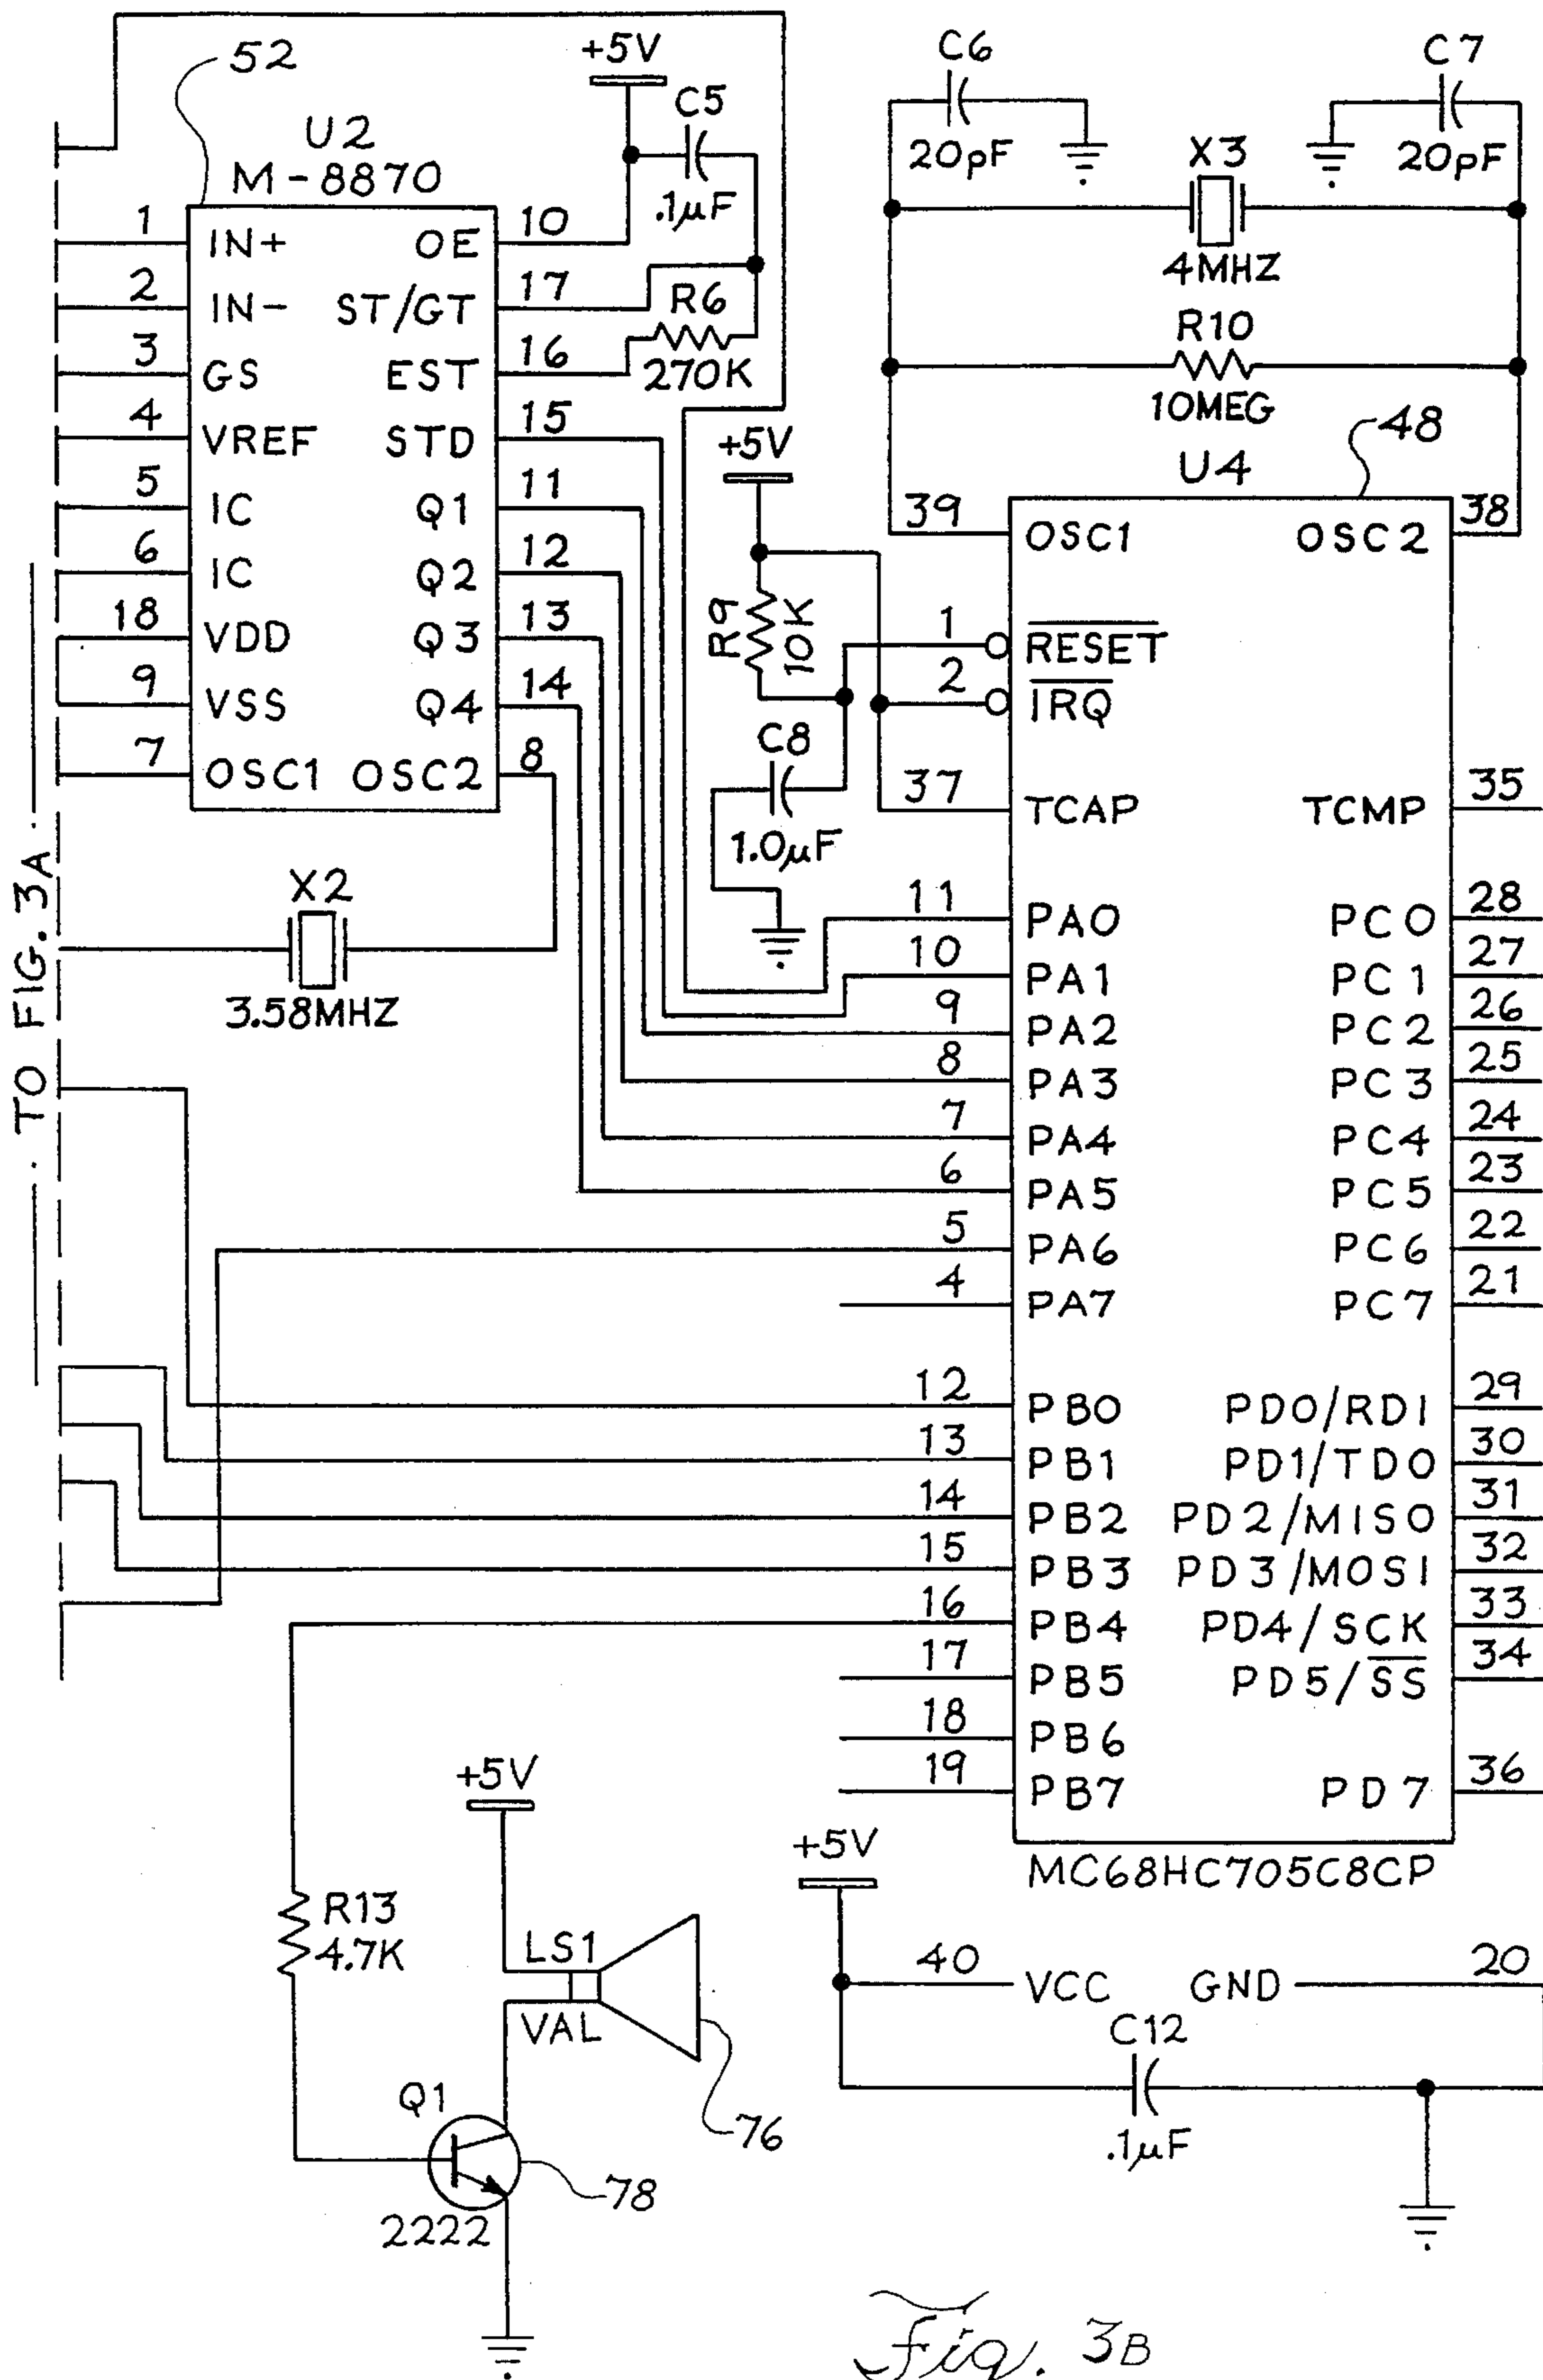 +5V
C6
C7
52
C5
U2
M-8870
20pF
X3
20pF
.1µF
1
IN+
OE
10
4MHZ
2
IN-
ST/GT
17
R6
R10
3
GS
EST
16
270K
10MEG
4
VREF
STD
15
+5V
48
U4
5
IC
Q1
11
39
OSC1
OSC2
38
6
IC
Q2
12
R9
10K
18
VDD
Q3
13
1
RESET
9
VSS
Q4
14
2
IRQ
7
OSC1
OSC2
8
C8
37
TCAP
TCMP
35
1.0µF
TO FIG. 3A
X2
3.58MHZ
11
PA0
PC0
28
10
PA1
PC1
27
9
PA2
PC2
26
8
PA3
PC3
25
7
PA4
PC4
24
6
PA5
PC5
23
5
PA6
PC6
22
4
PA7
PC7
21
12
PB0
PD0/RDI
29
13
PB1
PD1/TDO
30
14
PB2
PD2/MISO
31
15
PB3
PD3/MOSI
32
16
PB4
PD4/SCK
33
17
PB5
PD5/SS
34
18
PB6
19
PB7
PD7
36
+5V
+5V
MC68HC705C8CP
R13
4.7K
LS1
VAL
40
VCC
GND
20
C12
.1µF
Q1
76
78
2222
Fig. 3B